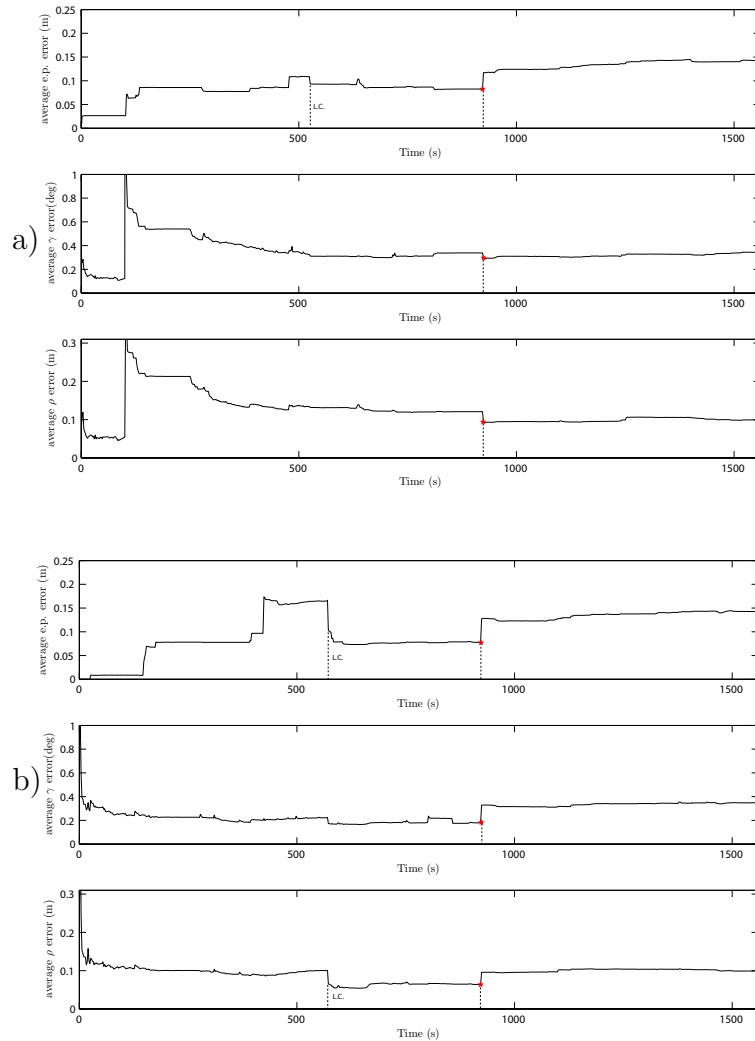 average e.p. error (m)
0.25
0.2
0.15
0.1
0.05
0
L.C.
0 500 1000 1500
Time (s)
a)
average γ error(deg)
1
0.8
0.6
0.4
0.2
0
0 500 1000 1500
Time (s)
average ρ error (m)
0.3
0.2
0.1
0
0 500 1000 1500
Time (s)
average e.p. error (m)
0.25
0.2
0.15
0.1
0.05
0
L.C.
0 500 1000 1500
Time (s)
b)
average γ error(deg)
1
0.8
0.6
0.4
0.2
0
0 500 1000 1500
Time (s)
average ρ error (m)
0.3
0.2
0.1
0
L.C.
0 500 1000 1500
Time (s)